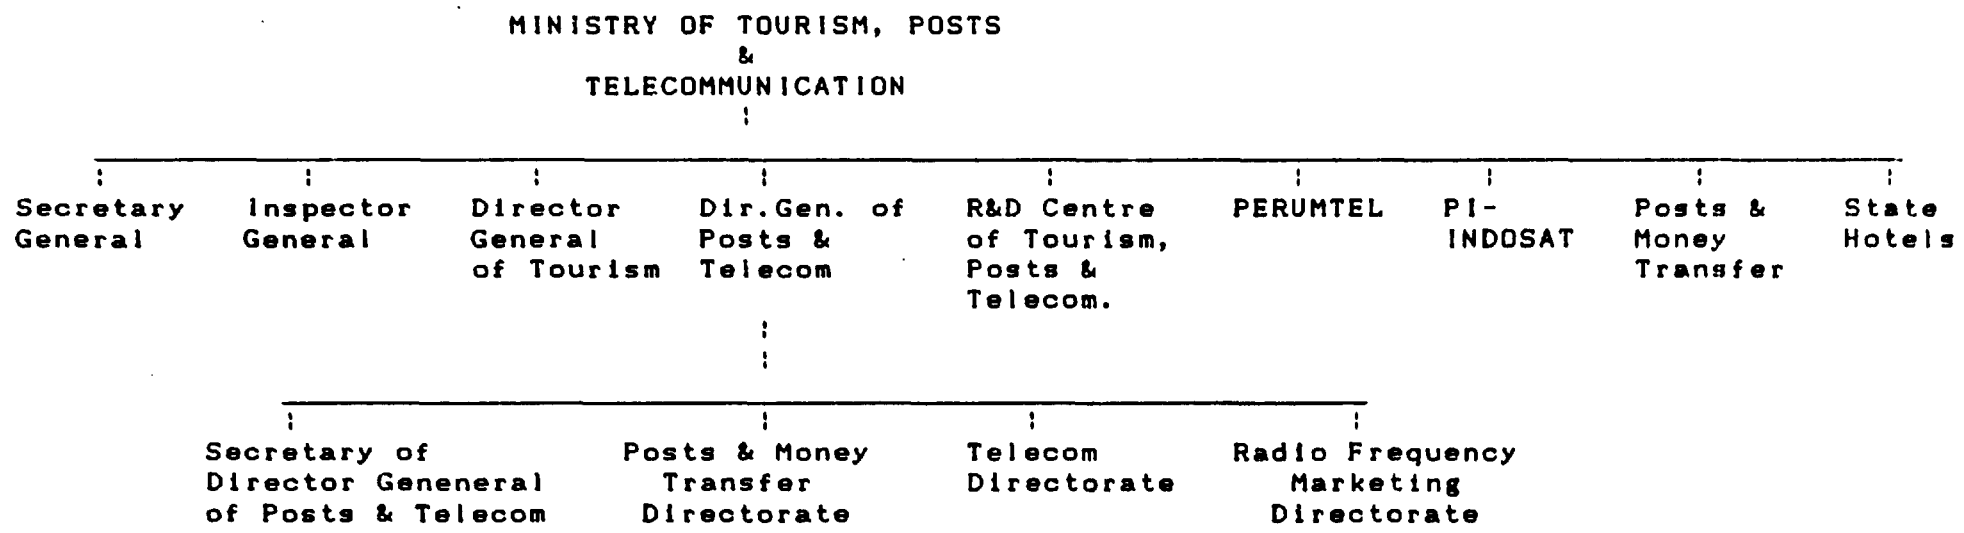 MINISTRY OF TOURISM, POSTS
&
TELECOMMUNICATION
Secretary
General
Inspector
General
Director
General
of Tourism
Dir.Gen. of
Posts &
Telecom
R&D Centre
of Tourism,
Posts &
Telecom.
PERUMTEL
PI-
INDOSAT
Posts &
Money
Transfer
State
Hotels
Secretary of
Director Geneneral
of Posts & Telecom
Posts & Money
Transfer
Directorate
Telecom
Directorate
Radio Frequency
Marketing
Directorate